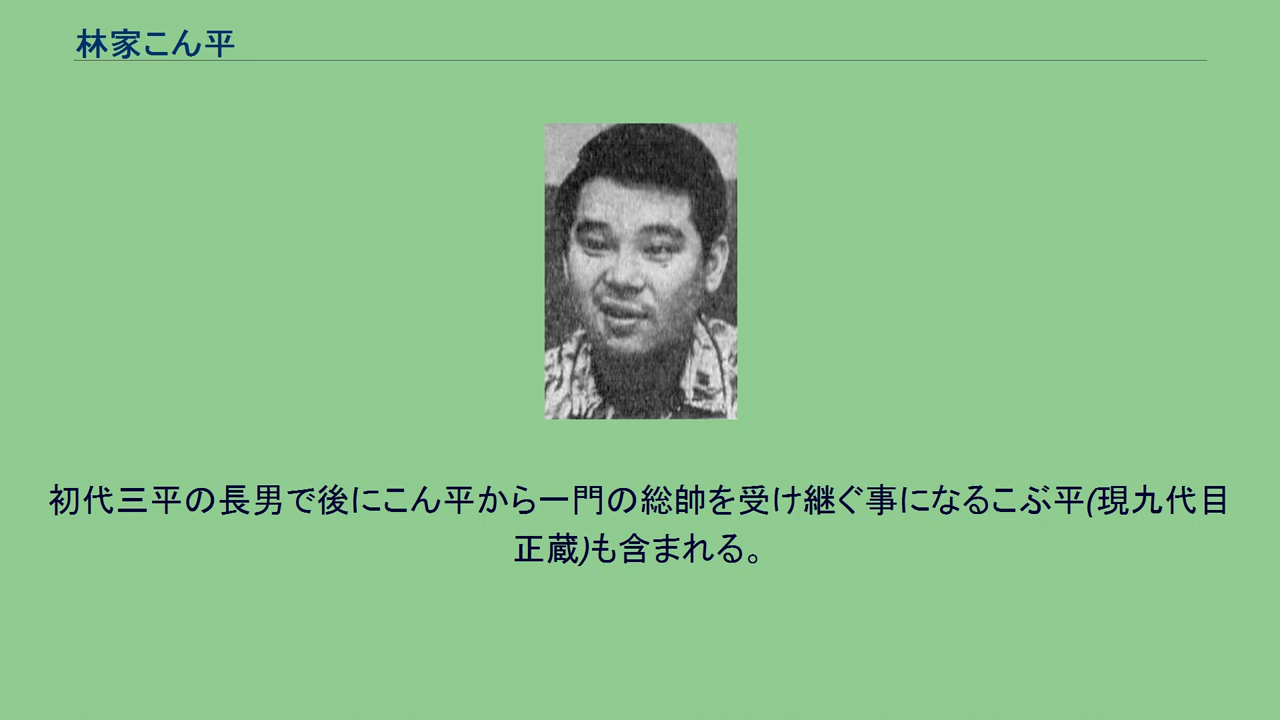 林家こん平
初代三平の長男で後にこん平から一門の総帥を受け継ぐ事になるこぶ平(現九代目
正蔵)も含まれる。